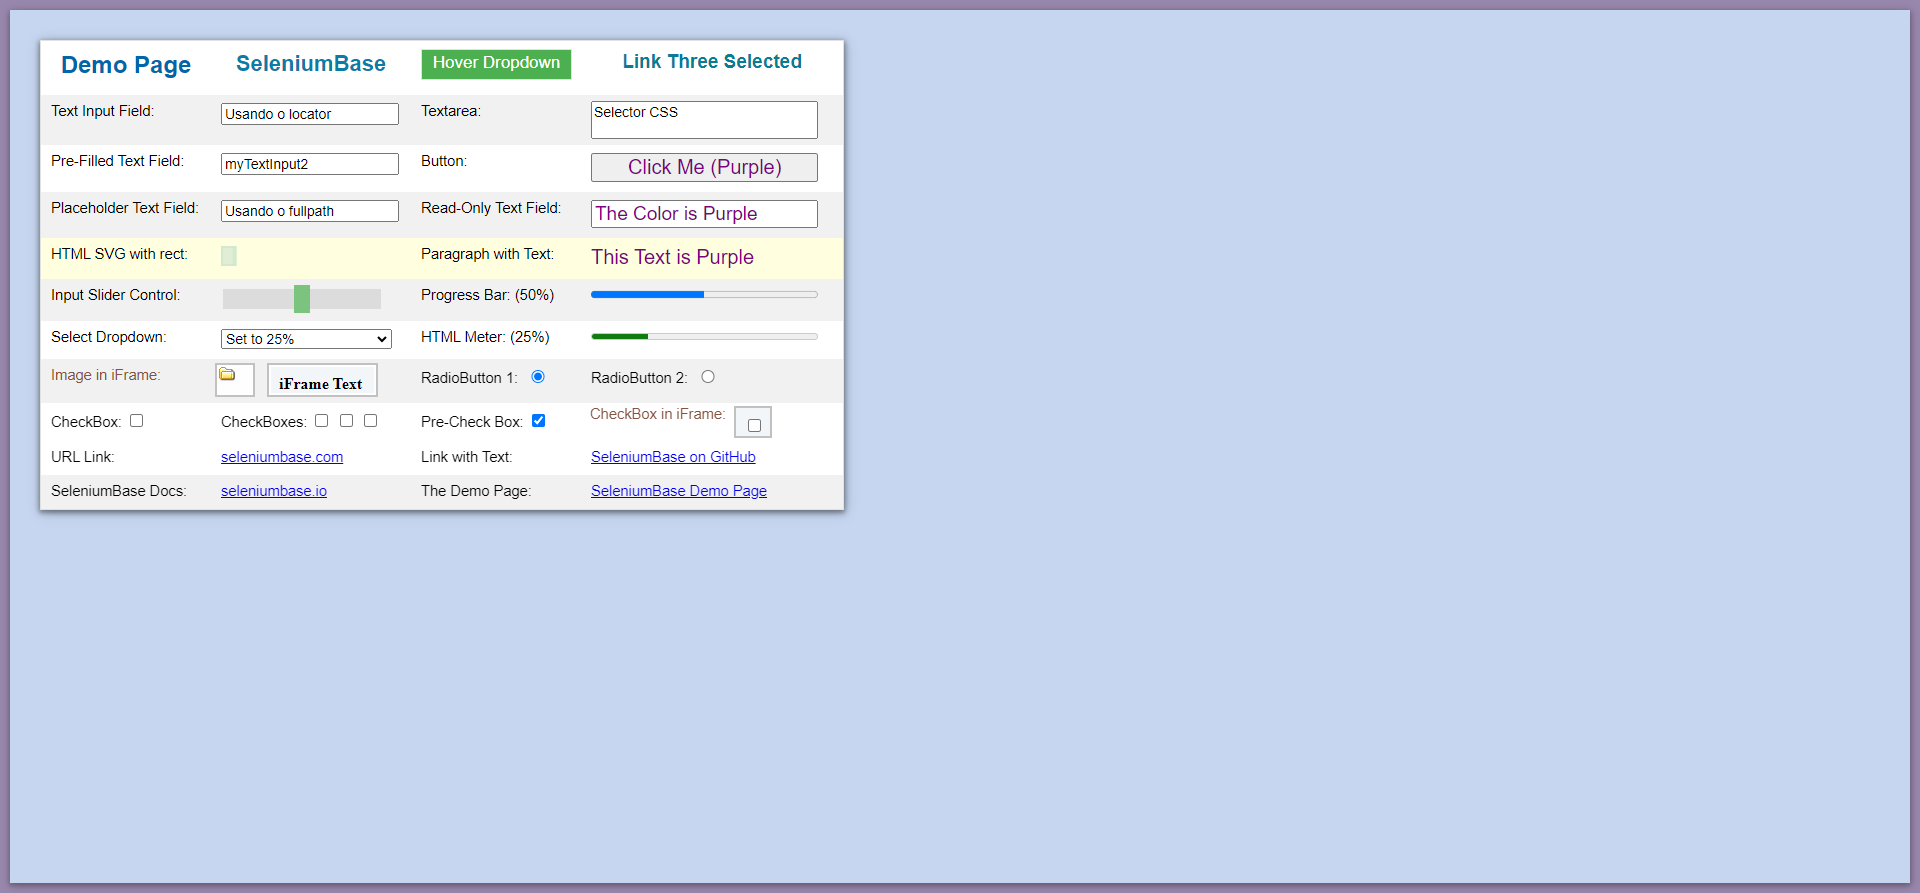 Demo Page SeleniumBase Hover Dropdown Link Three Selected
Text Input Field: Usando o locator Textarea: Selector CSS
Pre-Filled Text Field: myTextInput2 Button: Click Me (Purple)
Placeholder Text Field: Usando o fullpath Read-Only Text Field: The Color is Purple
HTML SVG with rect: Paragraph with Text: This Text is Purple
Input Slider Control: Progress Bar: (50%)
Select Dropdown: Set to 25% HTML Meter: (25%)
Image in iFrame: iFrame Text RadioButton 1: RadioButton 2:
CheckBox: CheckBoxes: Pre-Check Box: CheckBox in iFrame:
URL Link: seleniumbase.com Link with Text: SeleniumBase on GitHub
SeleniumBase Docs: seleniumbase.io The Demo Page: SeleniumBase Demo Page